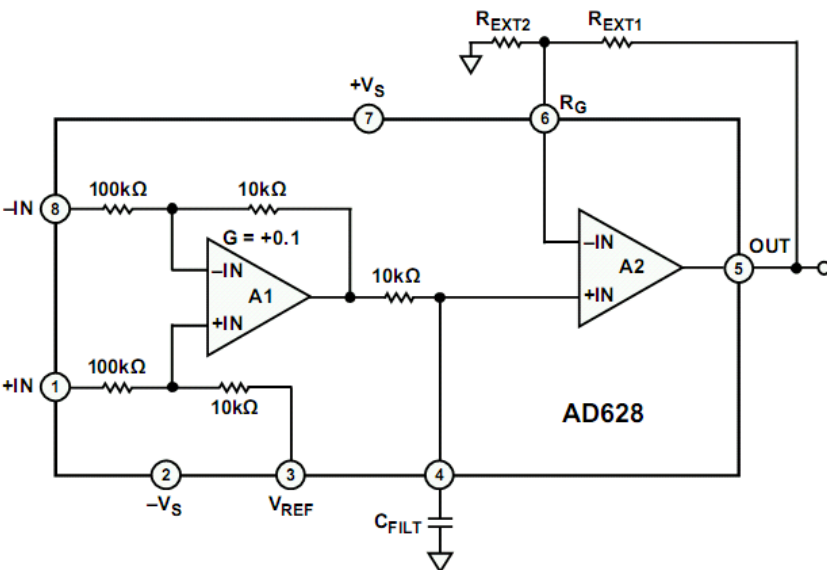 REXT2
REXT1
+VS
7
6
RG
–IN
8
100kΩ
10kΩ
G = +0.1
–IN
A1
+IN
10kΩ
–IN
A2
+IN
OUT
5
+IN
1
100kΩ
10kΩ
AD628
2
–VS
3
VREF
4
CFILT